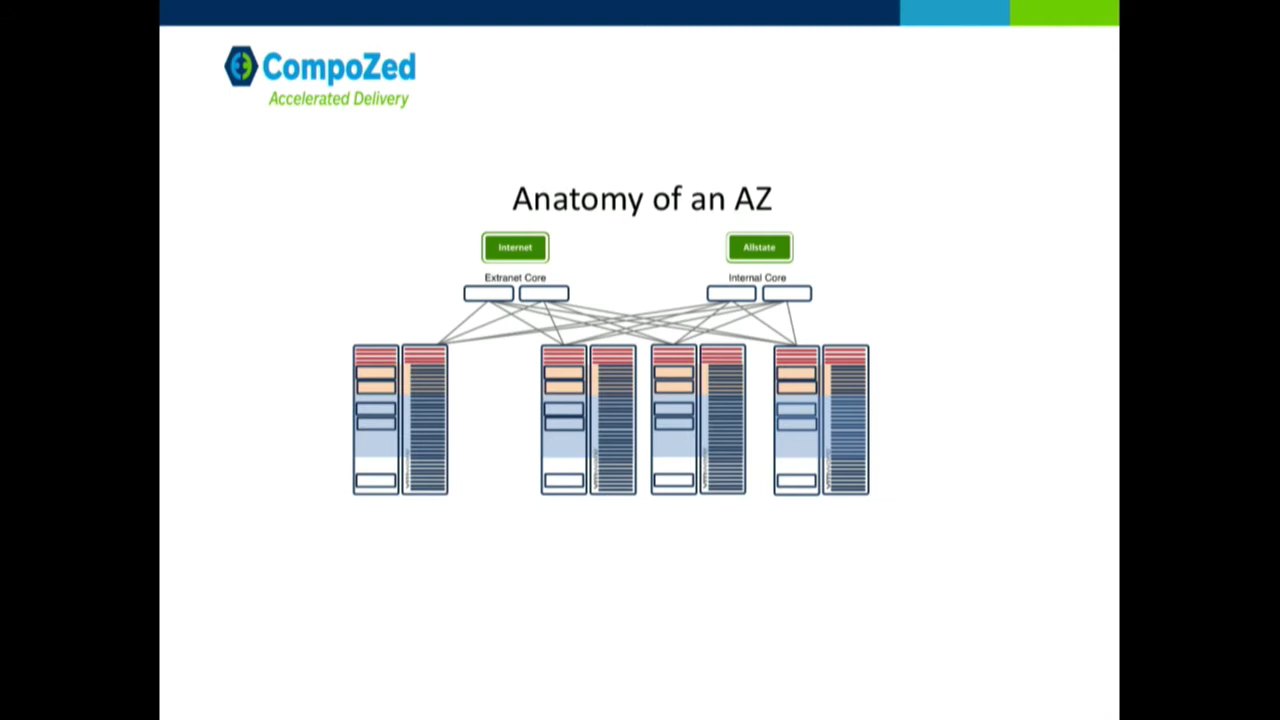 CompoZed
Accelerated Delivery
Anatomy of an AZ
Internet
Allstate
Extranet Core
Internal Core